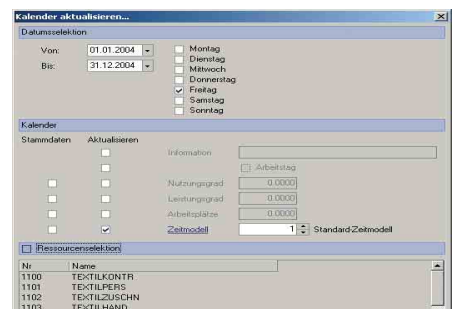 Kalender aktualisieren...
Datumsselektion
Von: 01.01.2004
Bis: 31.12.2004
Montag
Dienstag
Mittwoch
Donnerstag
Freitag
Samstag
Sonntag
Kalender
Stammdaten Aktualisieren
Information
Arbeitstag
Nutzungsgrad 0.0000
Leistungsgrad 0.0000
Arbeitsplätze 0.0000
Zeitmodell 1 Standard-Zeitmodell
Ressourcenselektion
Nr Name
1100 TEXTILKONTR
1101 TEXTILPERS
1102 TEXTILZUSCHN
1103 TEXTILHAND